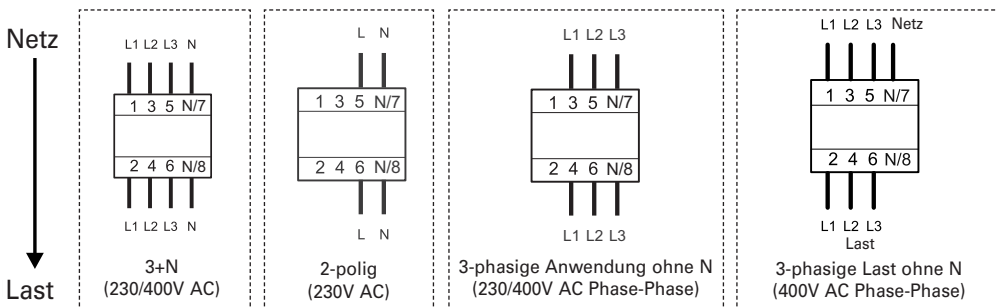 Netz
Last
L1 L2 L3 N
1 3 5 N/7
2 4 6 N/8
L1 L2 L3 N
3+N
(230/400V AC)
L N
1 3 5 N/7
2 4 6 N/8
L N
2-polig
(230V AC)
L1 L2 L3
1 3 5 N/7
2 4 6 N/8
L1 L2 L3
3-phasige Anwendung ohne N
(230/400V AC Phase-Phase)
L1 L2 L3 Netz
1 3 5 N/7
2 4 6 N/8
L1 L2 L3
Last
3-phasige Last ohne N
(400V AC Phase-Phase)